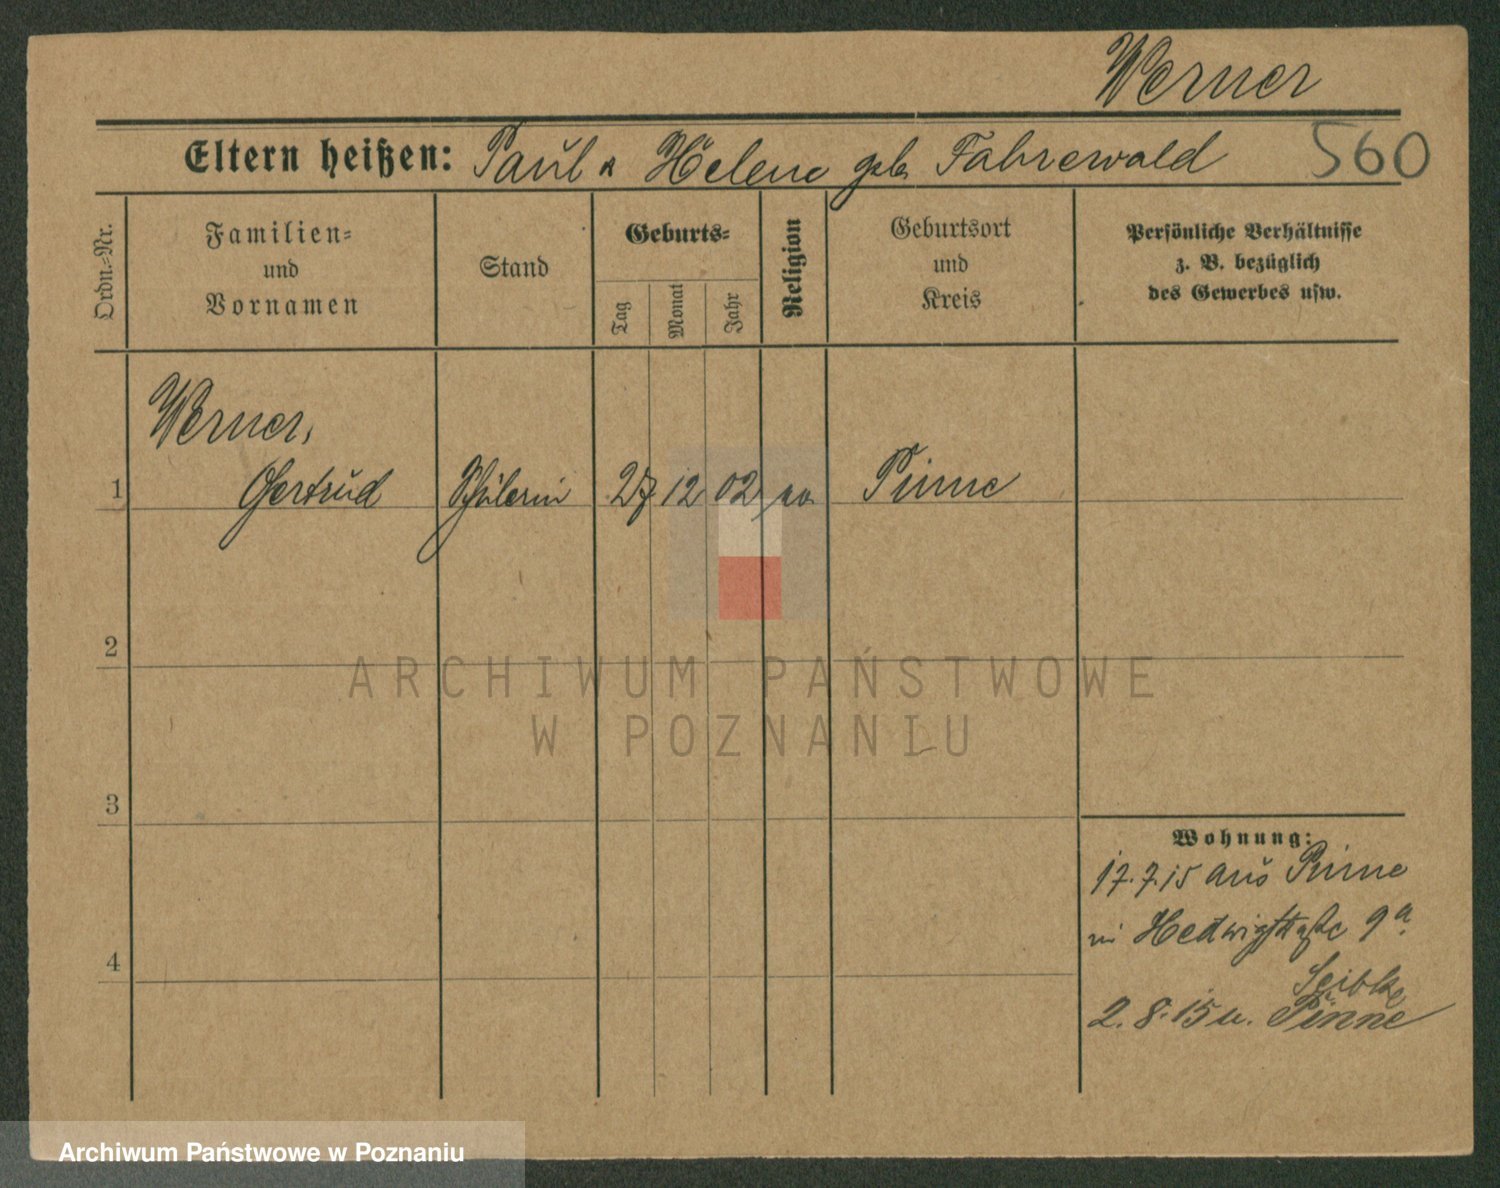 Werner
Eltern heißen: Paul u Helene geb. Fahrewald 560
Ordn.=Nr.
Familien=
und
Vornamen
Stand
Geburts=
Tag
Monat
Jahr
Religion
Geburtsort
und
Kreis
Persönliche Verhältnisse
z. B. bezüglich
des Gewerbes usw.
Werner,
1 Gertrud Schülerin 27 12 02 Pinne
2
3
4
Wohnung:
17.7.15 aus Pinne
in Hedwigstraße 9a.
Seibke
2. 8. 15 n. Pinne
ARCHIWUM PAŃSTWOWE
W POZNANIU
Archiwum Państwowe w Poznaniu